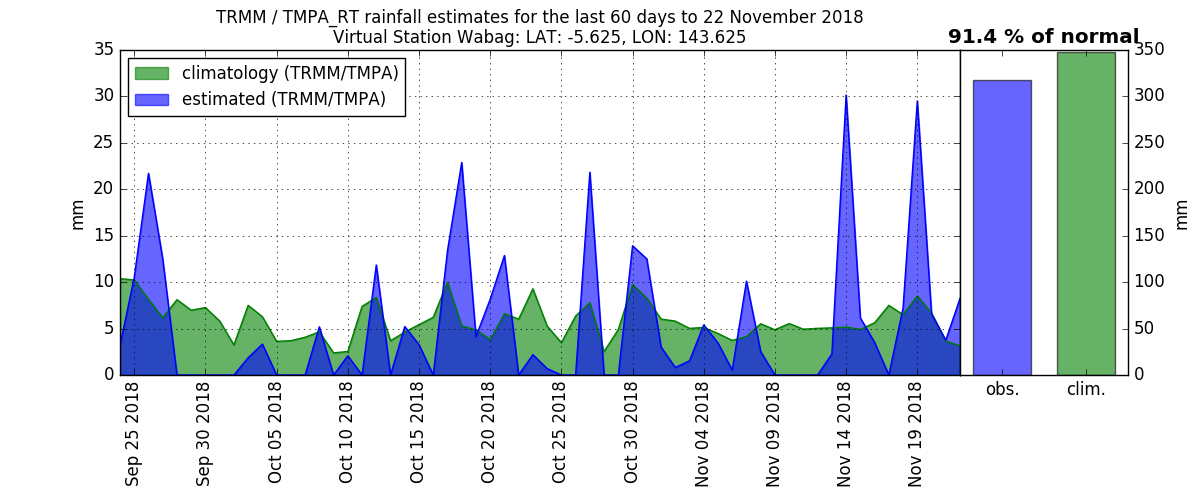 TRMM / TMPA_RT rainfall estimates for the last 60 days to 22 November 2018
Virtual Station Wabag: LAT: -5.625, LON: 143.625
91.4 % of normal
climatology (TRMM/TMPA)
estimated (TRMM/TMPA)
35
30
25
20
15
10
5
0
mm
Sep 25 2018
Sep 30 2018
Oct 05 2018
Oct 10 2018
Oct 15 2018
Oct 20 2018
Oct 25 2018
Oct 30 2018
Nov 04 2018
Nov 09 2018
Nov 14 2018
Nov 19 2018
obs.
clim.
350
300
250
200
150
100
50
0
mm